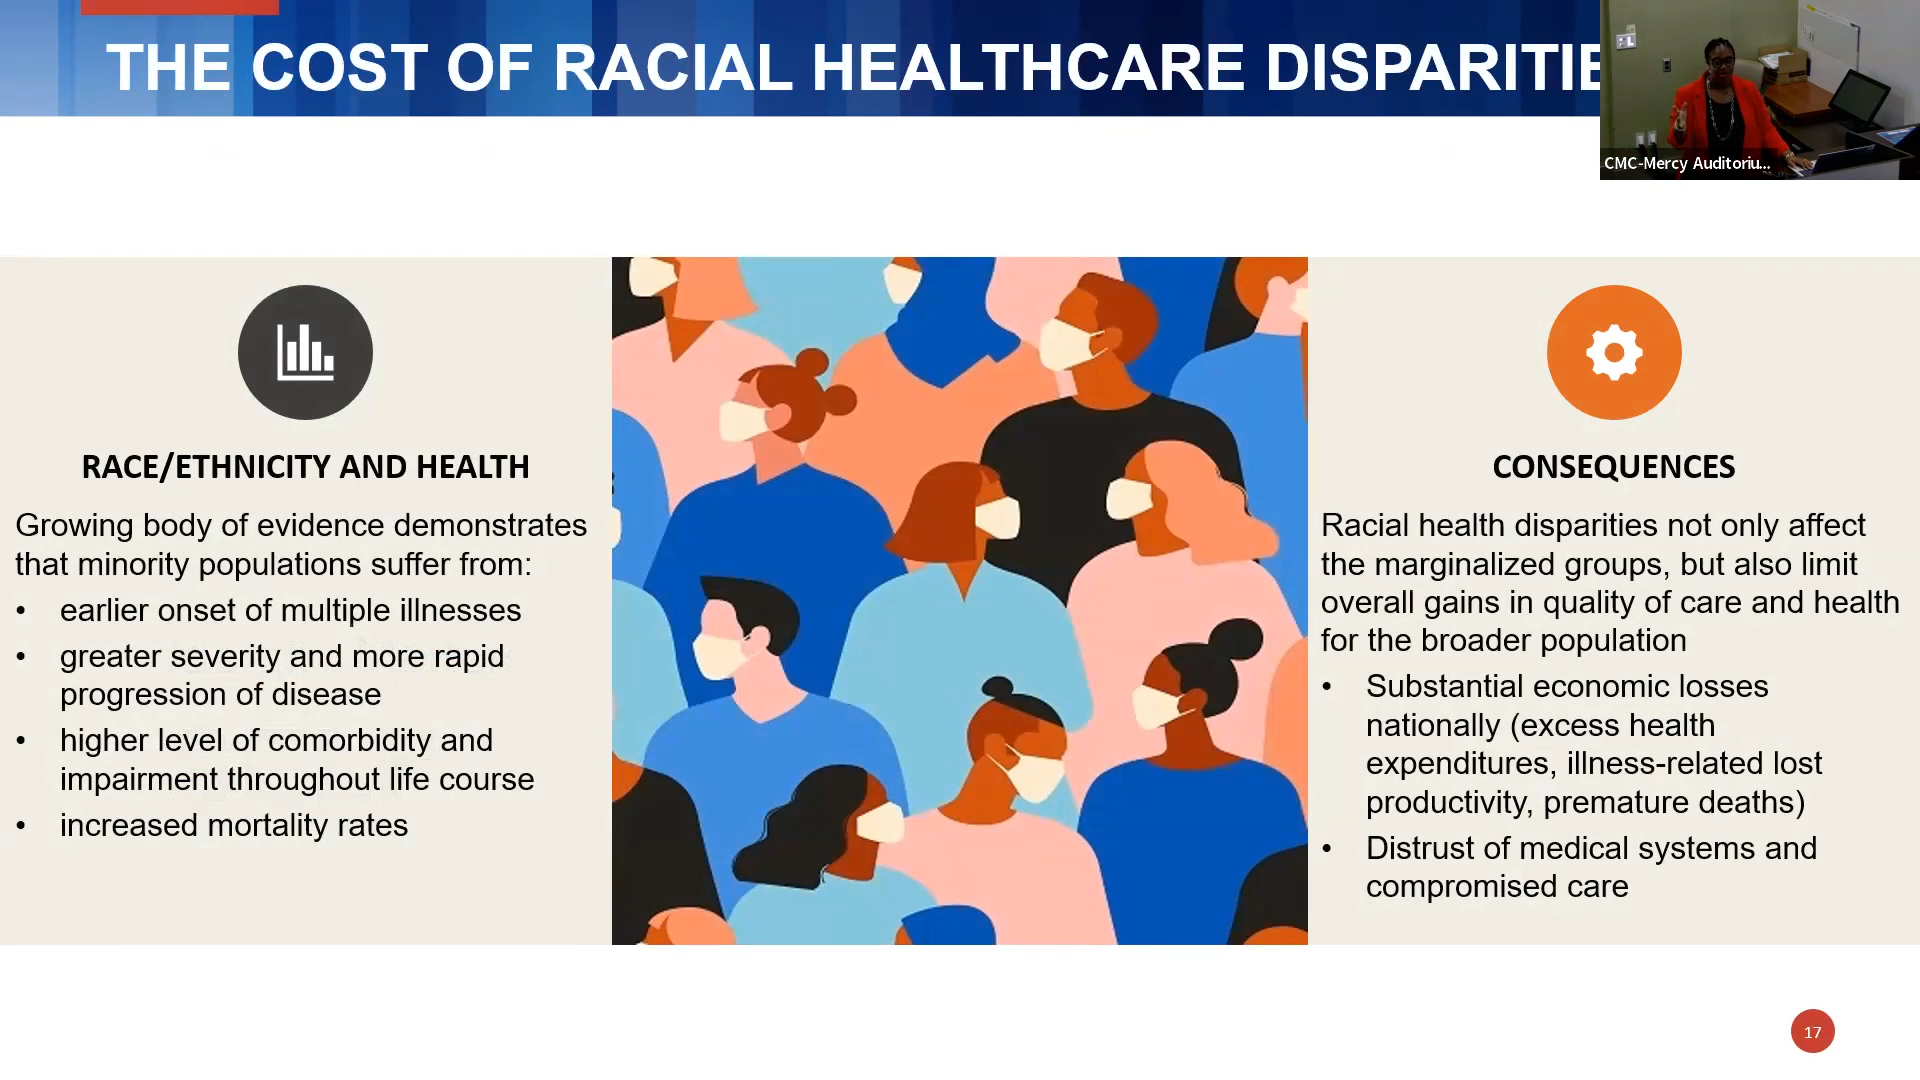 THE COST OF RACIAL HEALTHCARE DISPARITIE
CMC-Mercy Auditoriu...
RACE/ETHNICITY AND HEALTH
Growing body of evidence demonstrates
that minority populations suffer from:
• earlier onset of multiple illnesses
• greater severity and more rapid
progression of disease
• higher level of comorbidity and
impairment throughout life course
• increased mortality rates
CONSEQUENCES
Racial health disparities not only affect
the marginalized groups, but also limit
overall gains in quality of care and health
for the broader population
• Substantial economic losses
nationally (excess health
expenditures, illness-related lost
productivity, premature deaths)
• Distrust of medical systems and
compromised care
17